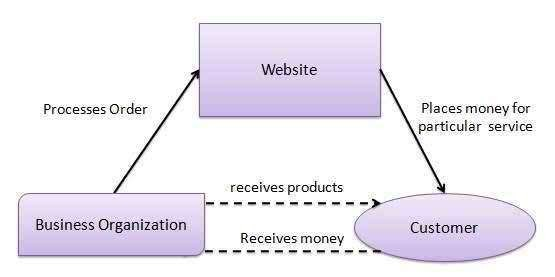 Website
Processes Order
Places money for
particular service
receives products
Business Organization
Customer
Receives money